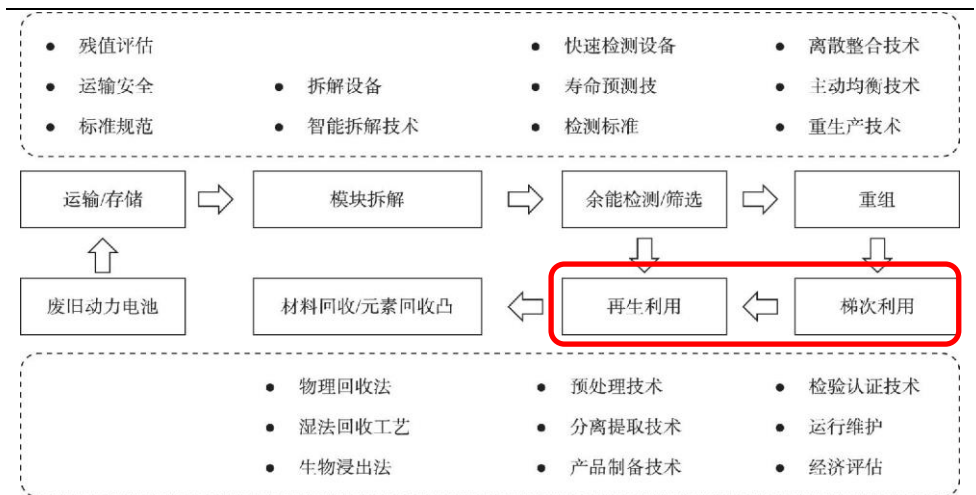 残值评估
运输安全
标准规范
拆解设备
智能拆解技术
快速检测设备
寿命预测技
检测标准
离散整合技术
主动均衡技术
重生产技术
运输/存储
模块拆解
余能检测/筛选
重组
废旧动力电池
材料回收/元素回收凸
再生利用
梯次利用
物理回收法
湿法回收工艺
生物浸出法
预处理技术
分离提取技术
产品制备技术
检验认证技术
运行维护
经济评估